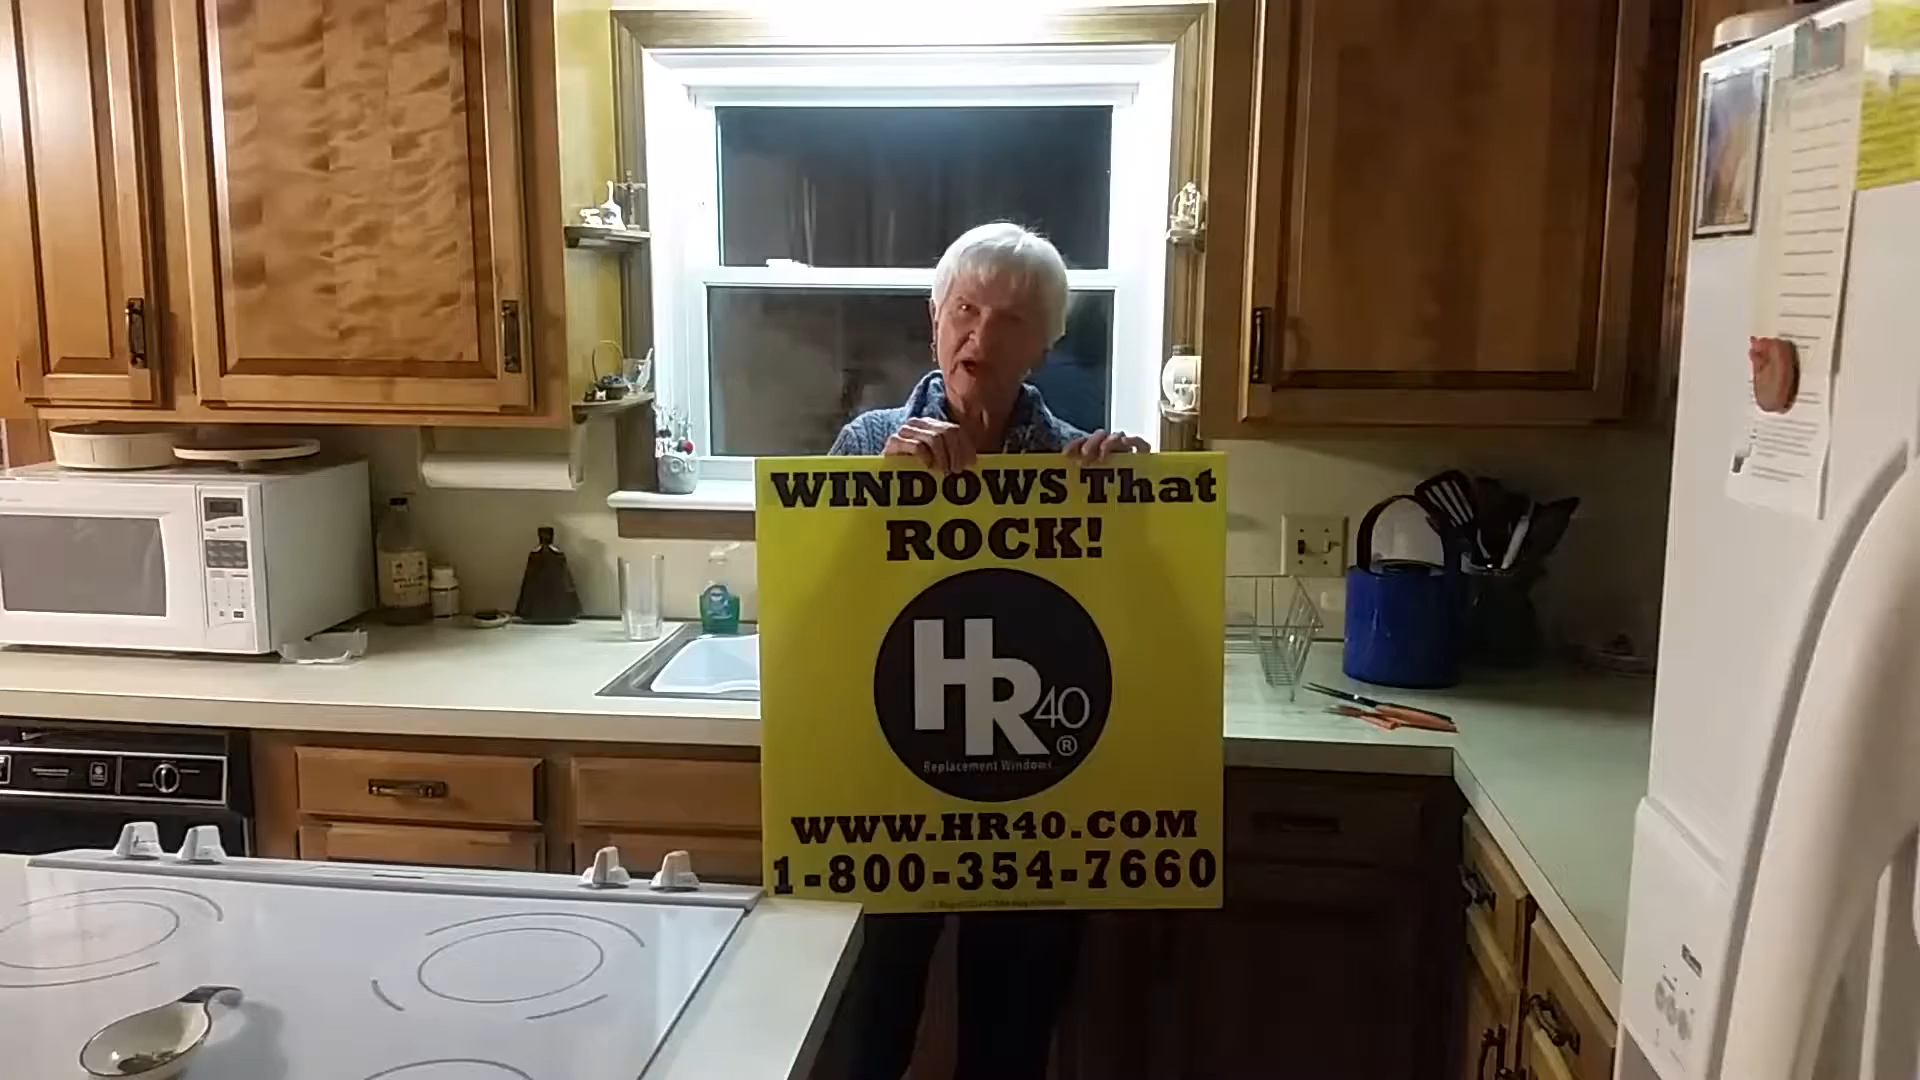 WINDOWS That
ROCK!
HR40®
Replacement Windows
WWW.HR40.COM
1-800-354-7660